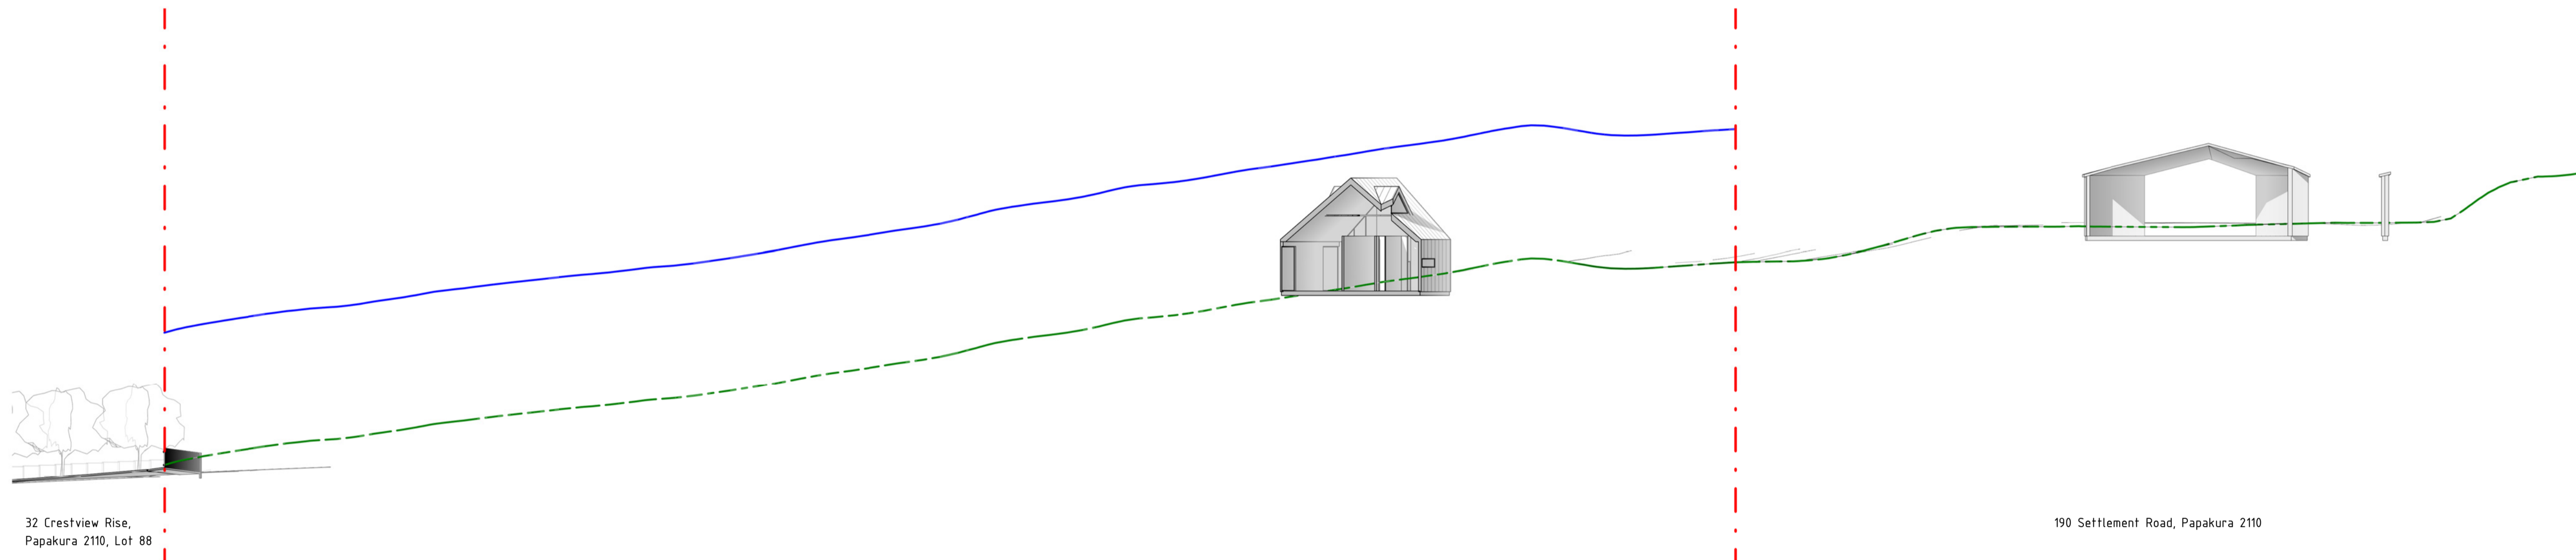 32 Crestview Rise,
Papakura 2110, Lot 88
190 Settlement Road, Papakura 2110